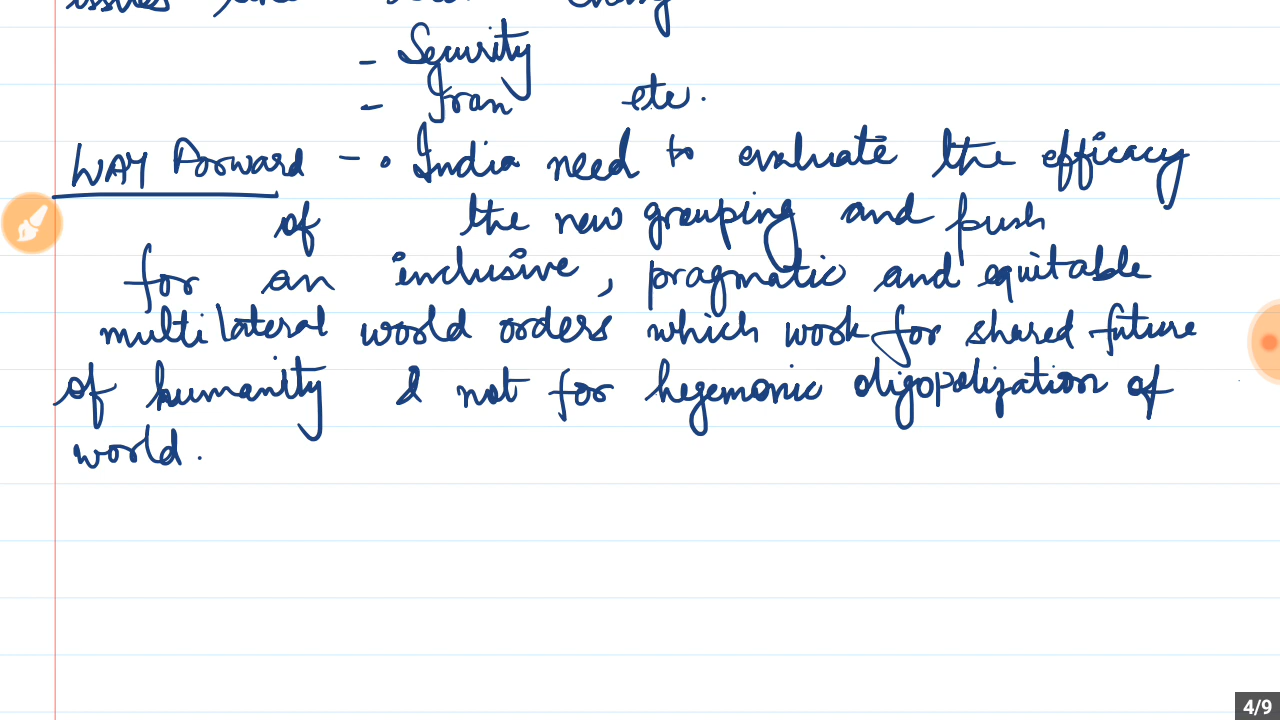 issues
- Security
- Iran etc.
WAY Forward - • India need to evaluate the efficacy
of the new grouping and push
for an inclusive, pragmatic and equitable
multilateral world orders which work for shared future
of humanity & not for hegemonic oligopolization of
world.
4/9